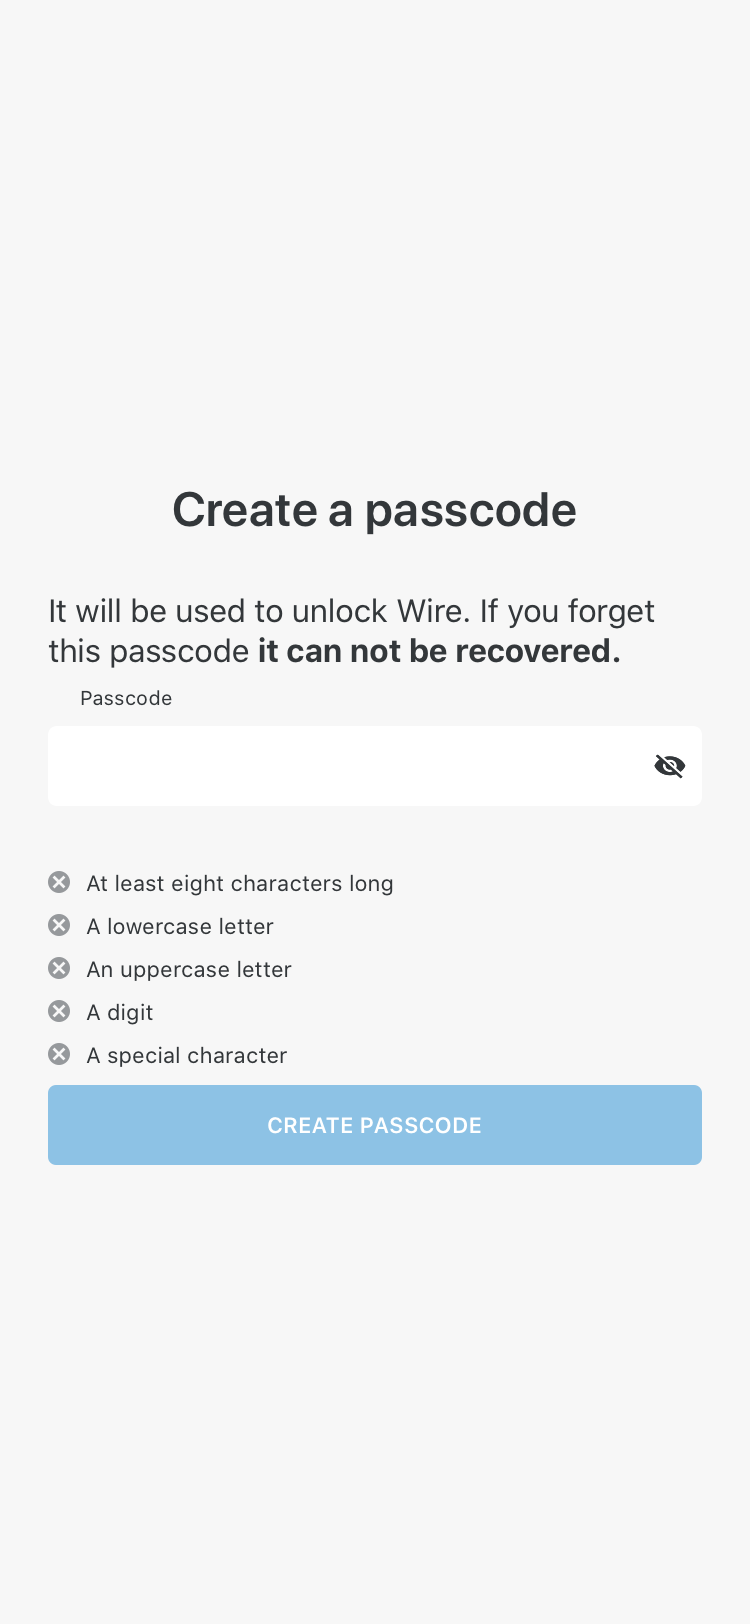 Create a passcode
It will be used to unlock Wire. If you forget
this passcode it can not be recovered.
Passcode
At least eight characters long
A lowercase letter
An uppercase letter
A digit
A special character
CREATE PASSCODE